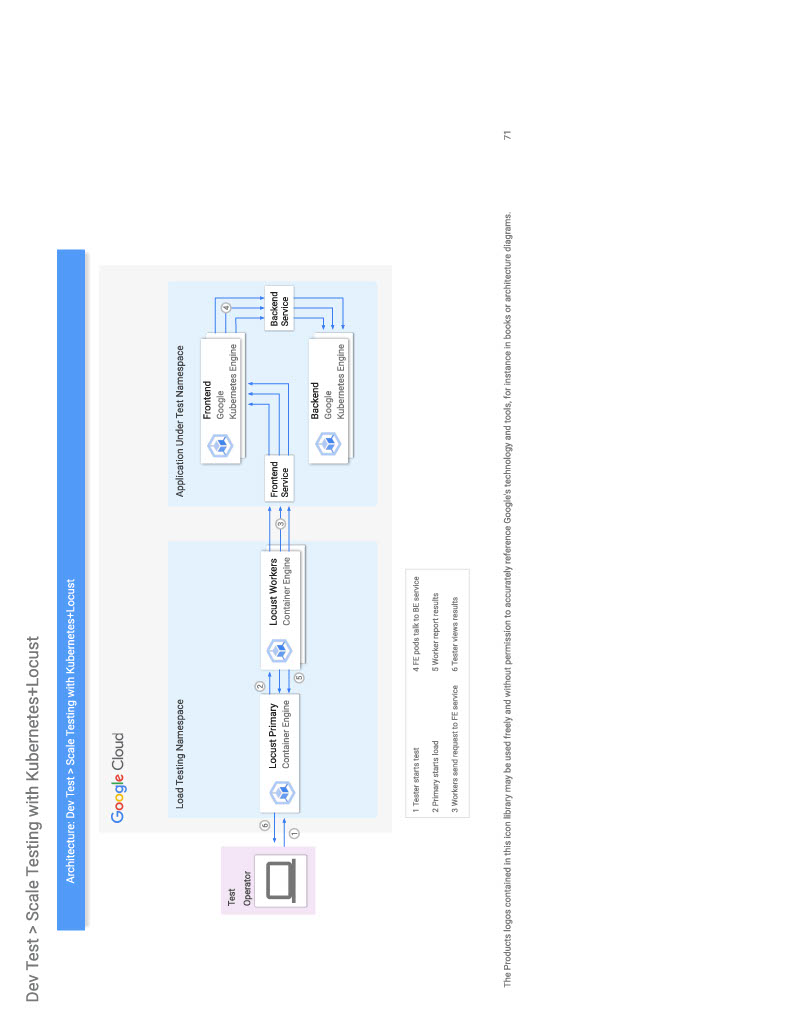 Dev Test > Scale Testing with Kubernetes+Locust
Architecture: Dev Test > Scale Testing with Kubernetes+Locust
Google Cloud
Load Testing Namespace
Application Under Test Namespace
Test
Operator
6
1
Locust Primary
Container Engine
2
5
Locust Workers
Container Engine
3
Frontend
Service
Frontend
Google
Kubernetes Engine
4
Backend
Service
Backend
Google
Kubernetes Engine
1 Tester starts test
2 Primary starts load
3 Workers send request to FE service
4 FE pods talk to BE service
5 Worker report results
6 Tester views results
The Products logos contained in this icon library may be used freely and without permission to accurately reference Google's technology and tools, for instance in books or architecture diagrams.
71